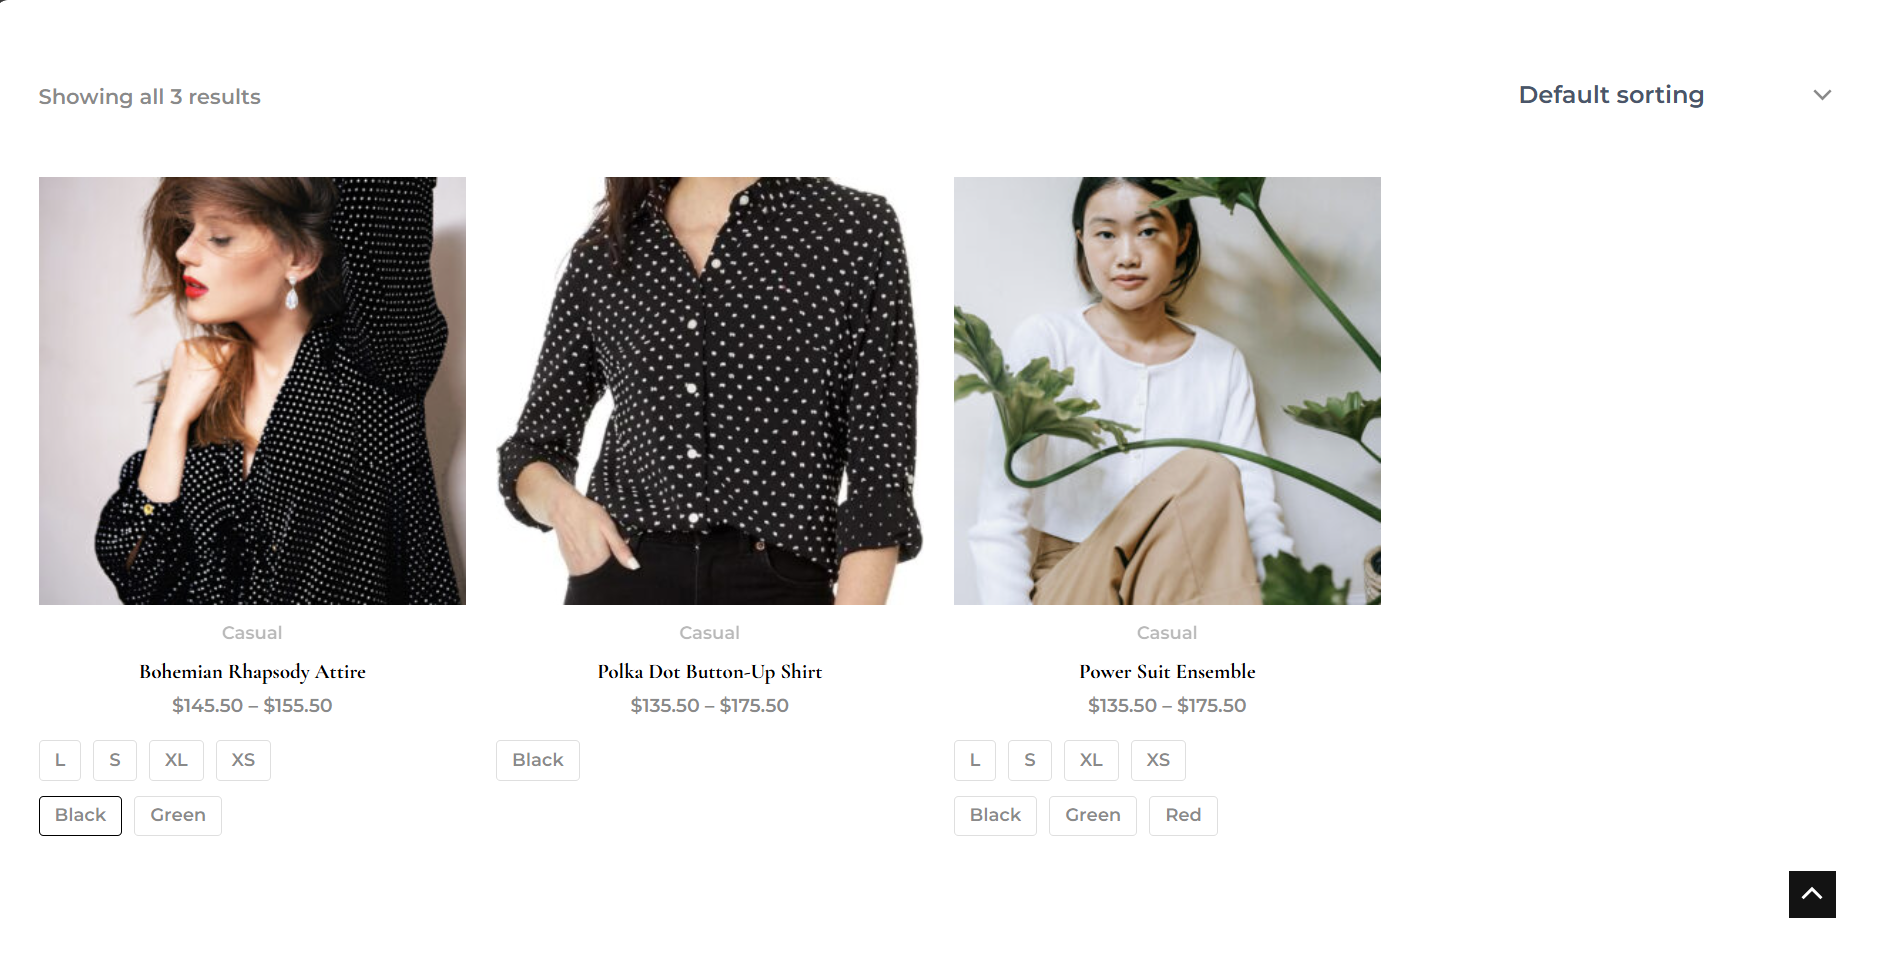 Showing all 3 results
Default sorting
Casual
Bohemian Rhapsody Attire
$145.50 – $155.50
L S XL XS
Black Green
Casual
Polka Dot Button-Up Shirt
$135.50 – $175.50
Black
Casual
Power Suit Ensemble
$135.50 – $175.50
L S XL XS
Black Green Red